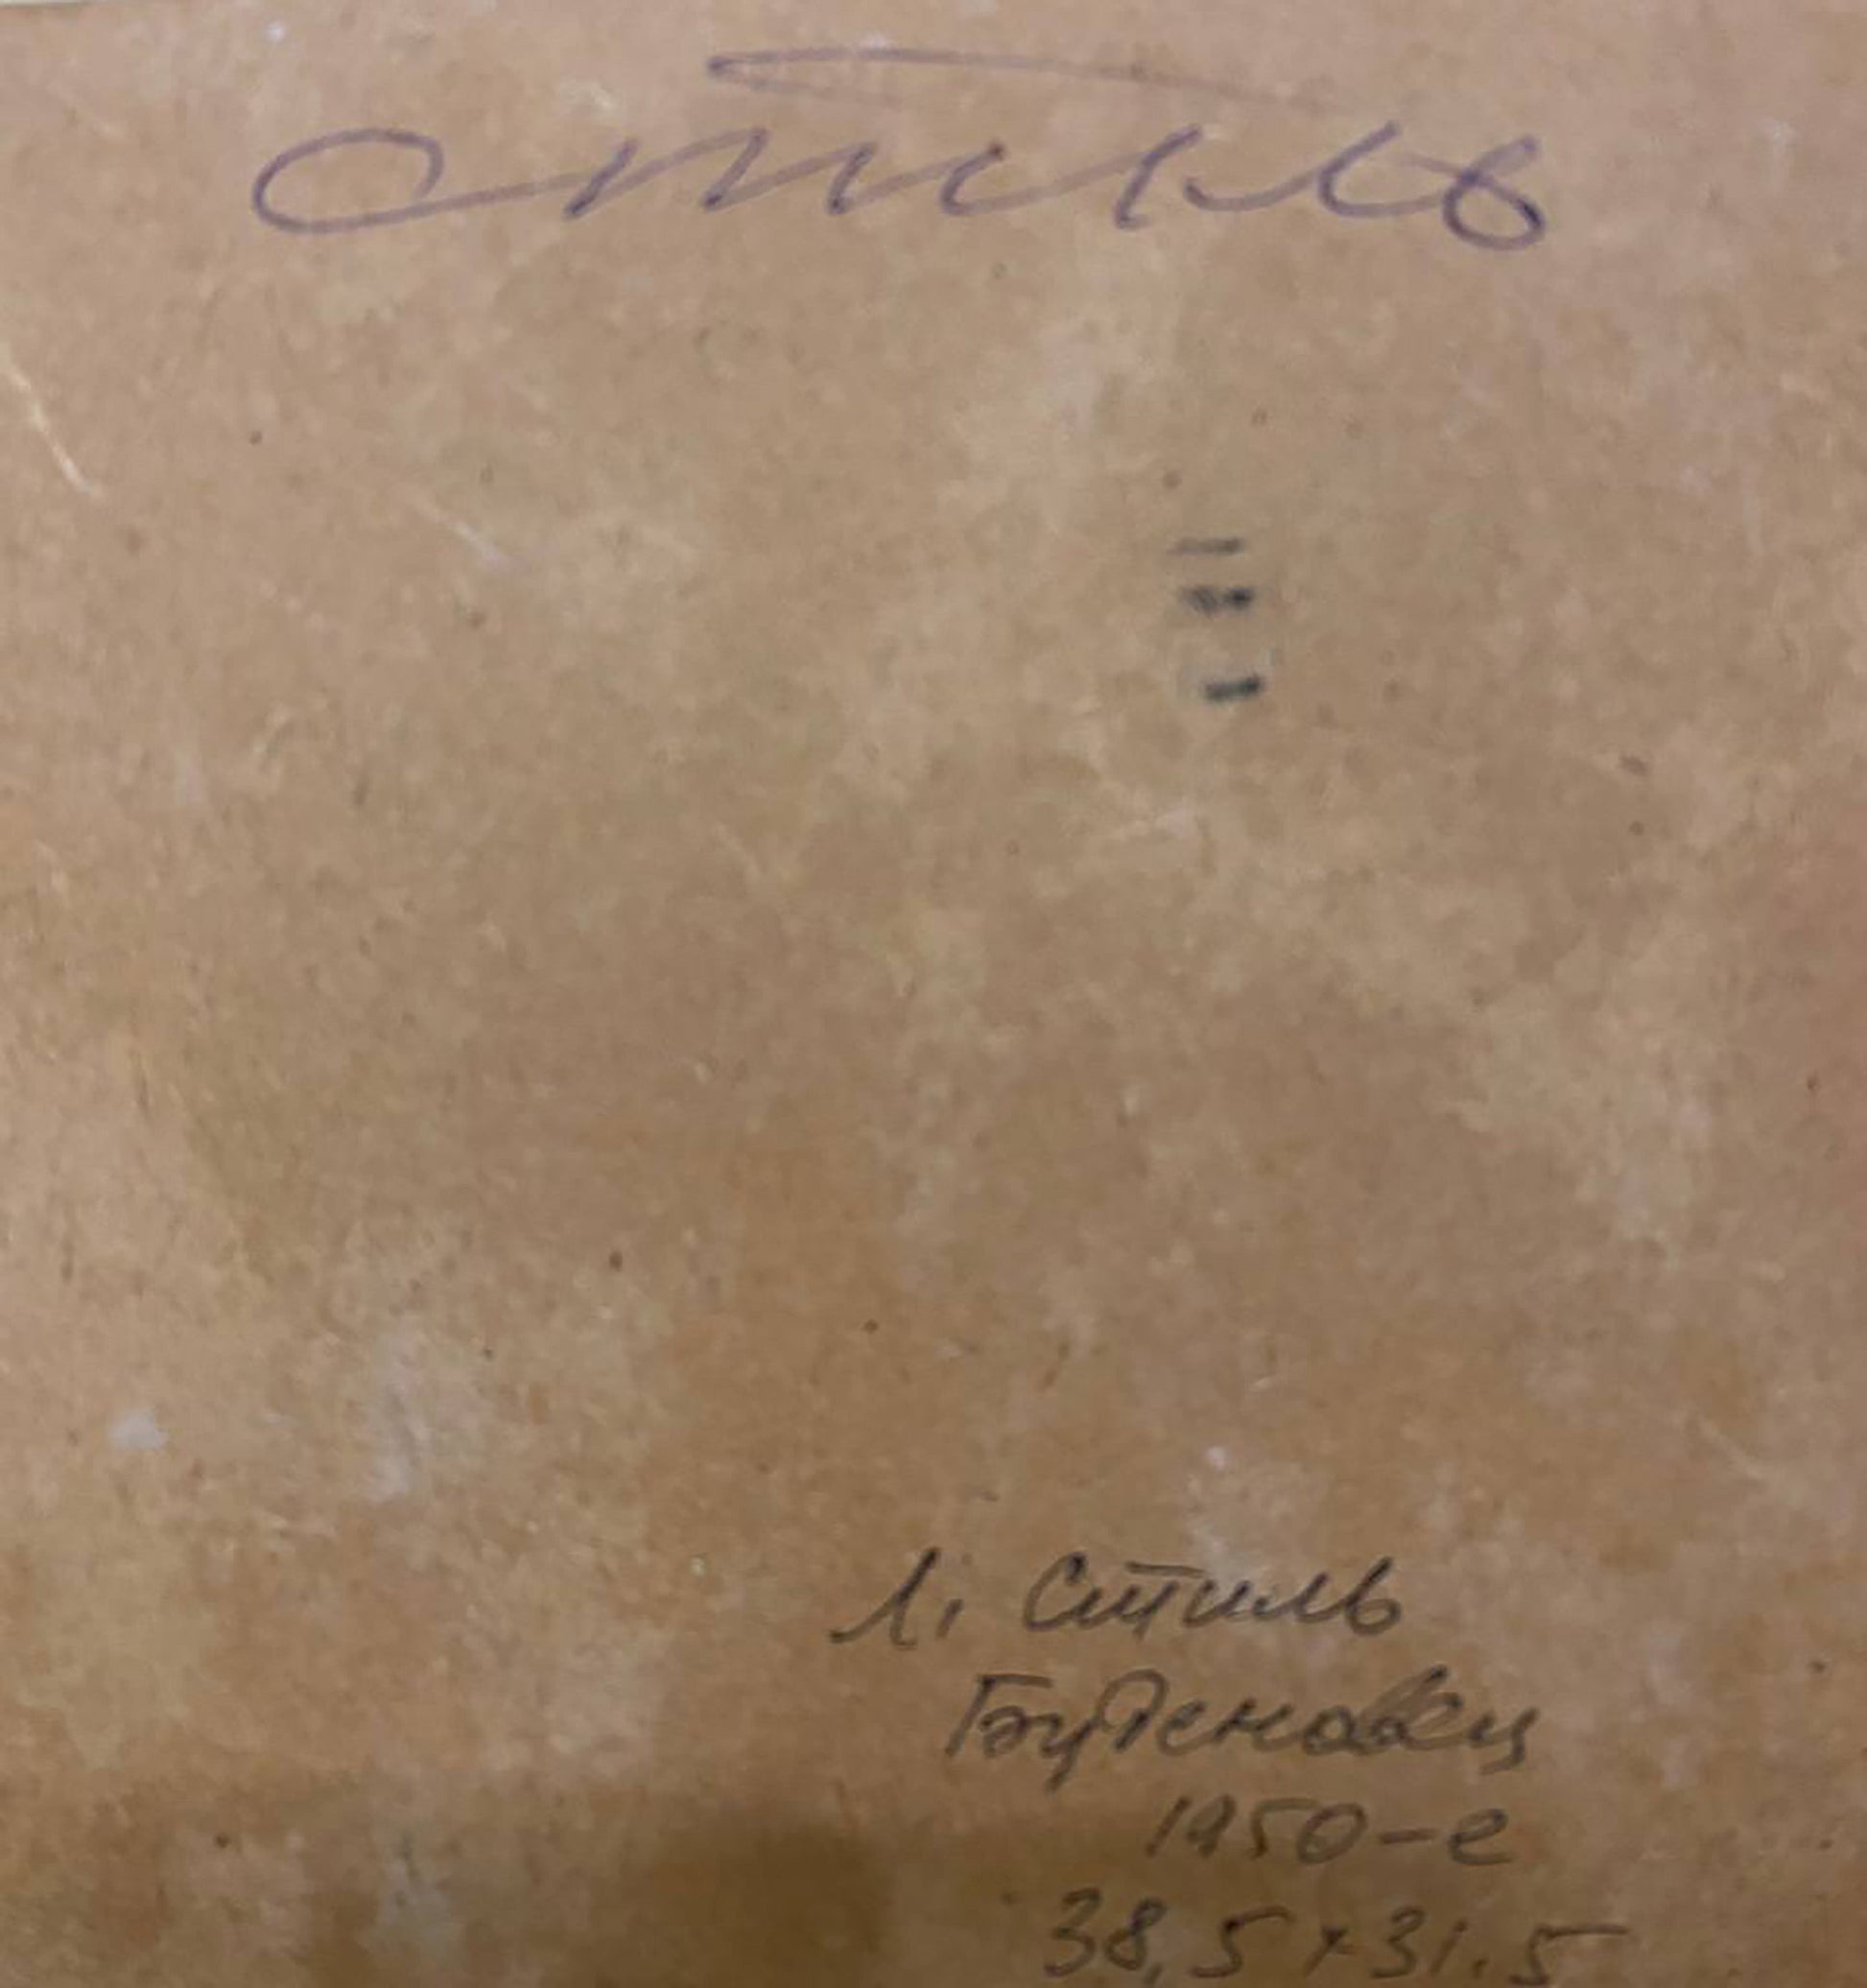 стиль
Л. Стиль
Буденовец
1950-е
38,5 x 31.5